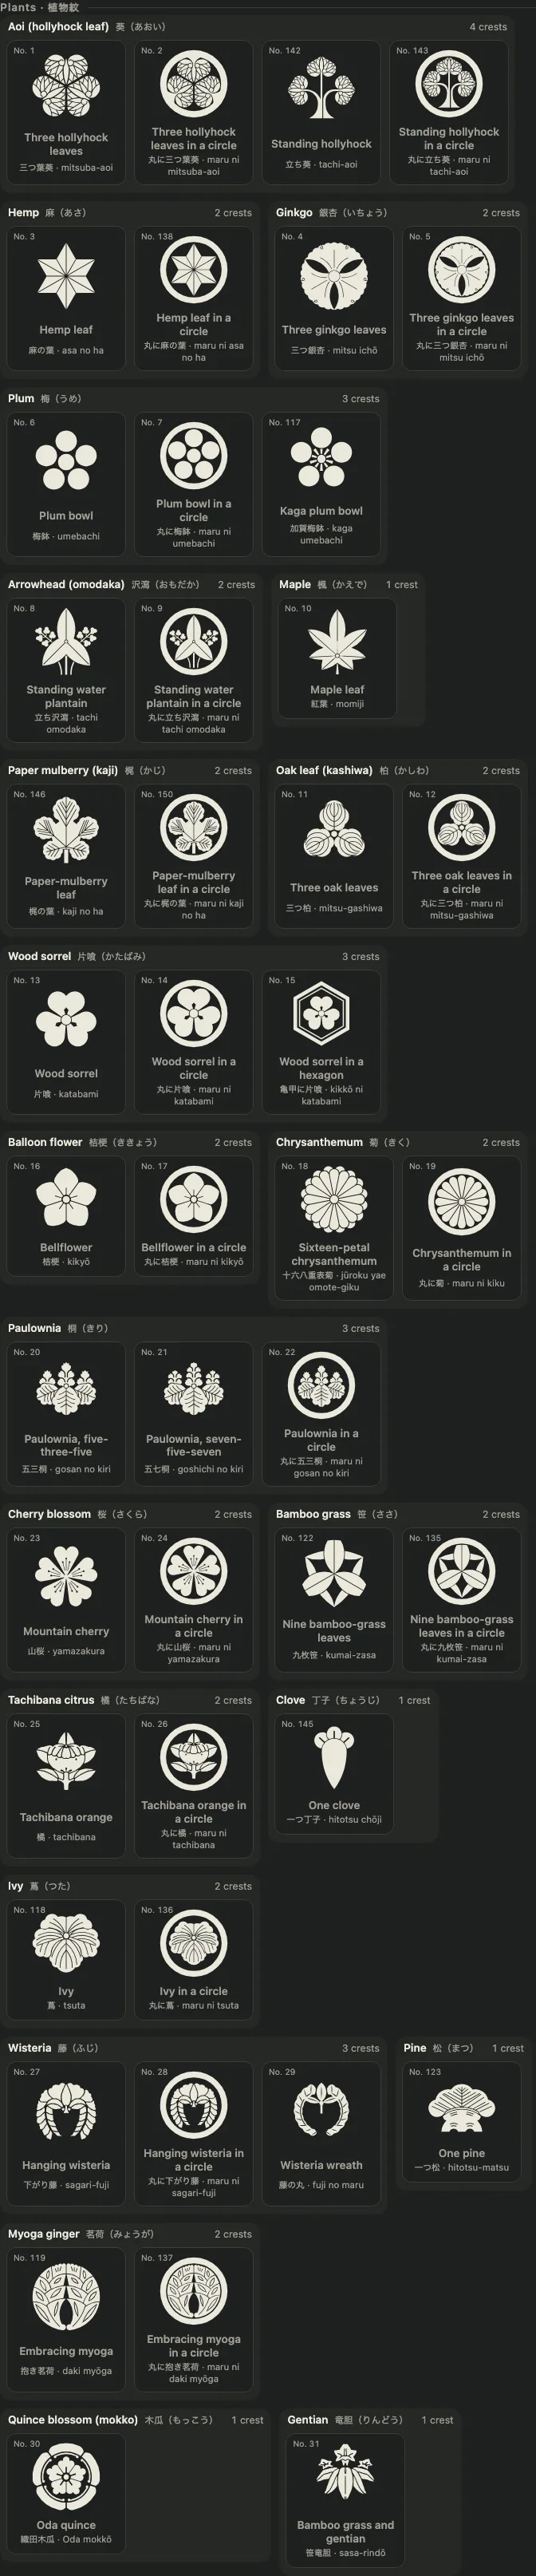 Plants · 植物紋
Aoi (hollyhock leaf) 葵（あおい） 4 crests
No. 1
Three hollyhock
leaves
三つ葉葵 · mitsuba-aoi
No. 2
Three hollyhock
leaves in a circle
丸に三つ葉葵 · maru ni
mitsuba-aoi
No. 142
Standing hollyhock
立ち葵 · tachi-aoi
No. 143
Standing hollyhock
in a circle
丸に立ち葵 · maru ni
tachi-aoi
Hemp 麻（あさ） 2 crests
No. 3
Hemp leaf
麻の葉 · asa no ha
No. 138
Hemp leaf in a
circle
丸に麻の葉 · maru ni asa
no ha
Ginkgo 銀杏（いちょう） 2 crests
No. 4
Three ginkgo leaves
三つ銀杏 · mitsu ichō
No. 5
Three ginkgo leaves
in a circle
丸に三つ銀杏 · maru ni
mitsu ichō
Plum 梅（うめ） 3 crests
No. 6
Plum bowl
梅鉢 · umebachi
No. 7
Plum bowl in a
circle
丸に梅鉢 · maru ni
umebachi
No. 117
Kaga plum bowl
加賀梅鉢 · kaga
umebachi
Arrowhead (omodaka) 沢瀉（おもだか） 2 crests
No. 8
Standing water
plantain
立ち沢瀉 · tachi
omodaka
No. 9
Standing water
plantain in a circle
丸に立ち沢瀉 · maru ni
tachi omodaka
Maple 楓（かえで） 1 crest
No. 10
Maple leaf
紅葉 · momiji
Paper mulberry (kaji) 梶（かじ） 2 crests
No. 146
Paper-mulberry
leaf
梶の葉 · kaji no ha
No. 150
Paper-mulberry
leaf in a circle
丸に梶の葉 · maru ni kaji
no ha
Oak leaf (kashiwa) 柏（かしわ） 2 crests
No. 11
Three oak leaves
三つ柏 · mitsu-gashiwa
No. 12
Three oak leaves in
a circle
丸に三つ柏 · maru ni
mitsu-gashiwa
Wood sorrel 片喰（かたばみ） 3 crests
No. 13
Wood sorrel
片喰 · katabami
No. 14
Wood sorrel in a
circle
丸に片喰 · maru ni
katabami
No. 15
Wood sorrel in a
hexagon
亀甲に片喰 · kikkō ni
katabami
Balloon flower 桔梗（ききょう） 2 crests
No. 16
Bellflower
桔梗 · kikyō
No. 17
Bellflower in a circle
丸に桔梗 · maru ni kikyō
Chrysanthemum 菊（きく） 2 crests
No. 18
Sixteen-petal
chrysanthemum
十六八重表菊 · jūroku yae
omote-giku
No. 19
Chrysanthemum in
a circle
丸に菊 · maru ni kiku
Paulownia 桐（きり） 3 crests
No. 20
Paulownia, five-
three-five
五三桐 · gosan no kiri
No. 21
Paulownia, seven-
five-seven
五七桐 · goshichi no kiri
No. 22
Paulownia in a
circle
丸に五三桐 · maru ni
gosan no kiri
Cherry blossom 桜（さくら） 2 crests
No. 23
Mountain cherry
山桜 · yamazakura
No. 24
Mountain cherry in
a circle
丸に山桜 · maru ni
yamazakura
Bamboo grass 笹（ささ） 2 crests
No. 122
Nine bamboo-grass
leaves
九枚笹 · kumai-zasa
No. 135
Nine bamboo-grass
leaves in a circle
丸に九枚笹 · maru ni
kumai-zasa
Tachibana citrus 橘（たちばな） 2 crests
No. 25
Tachibana orange
橘 · tachibana
No. 26
Tachibana orange in
a circle
丸に橘 · maru ni
tachibana
Clove 丁子（ちょうじ） 1 crest
No. 145
One clove
一つ丁子 · hitotsu chōji
Ivy 蔦（つた） 2 crests
No. 118
Ivy
蔦 · tsuta
No. 136
Ivy in a circle
丸に蔦 · maru ni tsuta
Wisteria 藤（ふじ） 3 crests
No. 27
Hanging wisteria
下がり藤 · sagari-fuji
No. 28
Hanging wisteria in
a circle
丸に下がり藤 · maru ni
sagari-fuji
No. 29
Wisteria wreath
藤の丸 · fuji no maru
Pine 松（まつ） 1 crest
No. 123
One pine
一つ松 · hitotsu-matsu
Myoga ginger 茗荷（みょうが） 2 crests
No. 119
Embracing myoga
抱き茗荷 · daki myōga
No. 137
Embracing myoga
in a circle
丸に抱き茗荷 · maru ni
daki myōga
Quince blossom (mokko) 木瓜（もっこう） 1 crest
No. 30
Oda quince
織田木瓜 · Oda mokkō
Gentian 竜胆（りんどう） 1 crest
No. 31
Bamboo grass and
gentian
笹竜胆 · sasa-rindō